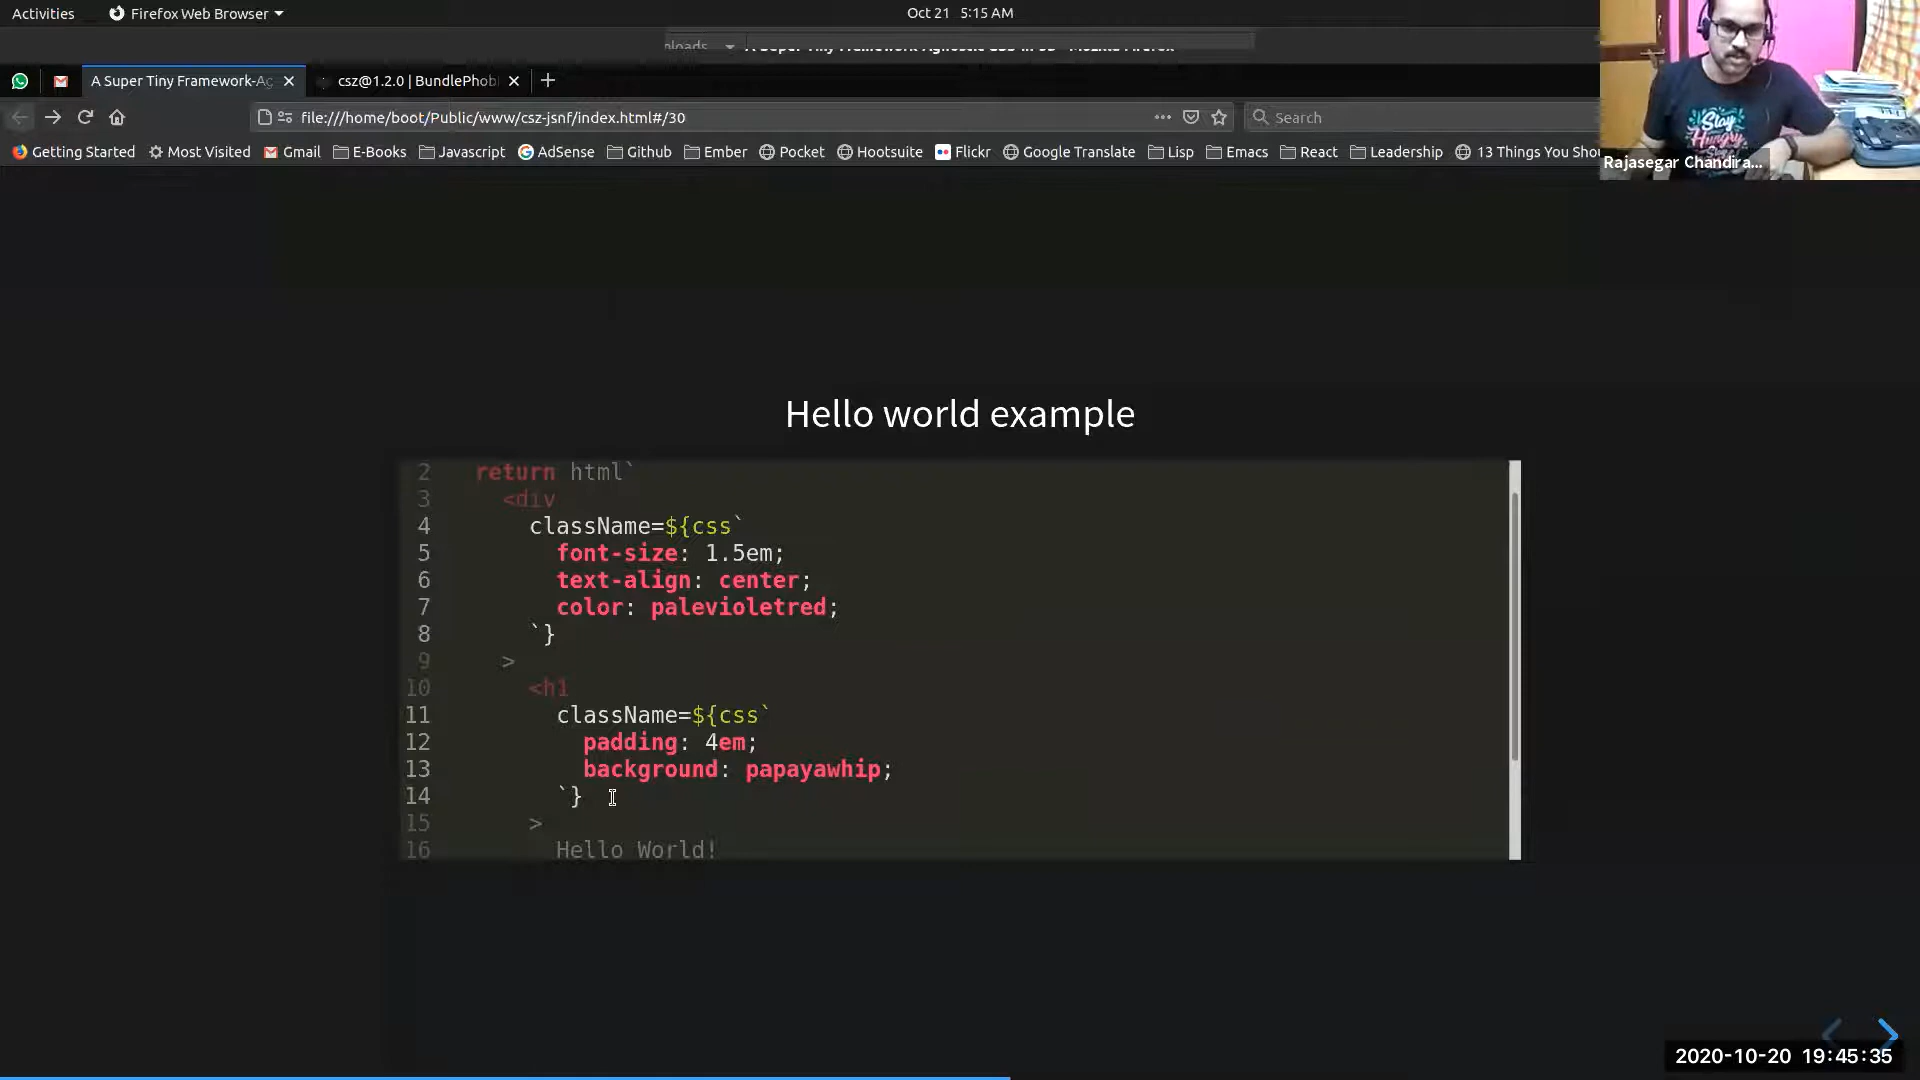 Activities
Firefox Web Browser
Oct 21 5:15 AM
A Super Tiny Framework-Ag
csz@1.2.0 | BundlePhob
file:///home/boot/Public/www/csz-jsnf/index.html#/30
Search
Getting Started
Most Visited
Gmail
E-Books
Javascript
AdSense
Github
Ember
Pocket
Hootsuite
Flickr
Google Translate
Lisp
Emacs
React
Leadership
13 Things You Shou
Stay
Hungry
Rajasegar Chandira...
Hello world example
2 return html`
3 <div
4 className=${css`
5 font-size: 1.5em;
6 text-align: center;
7 color: palevioletred;
8 `}
9 >
10 <h1
11 className=${css`
12 padding: 4em;
13 background: papayawhip;
14 `}
15 >
16 Hello World!
2020-10-20 19:45:35